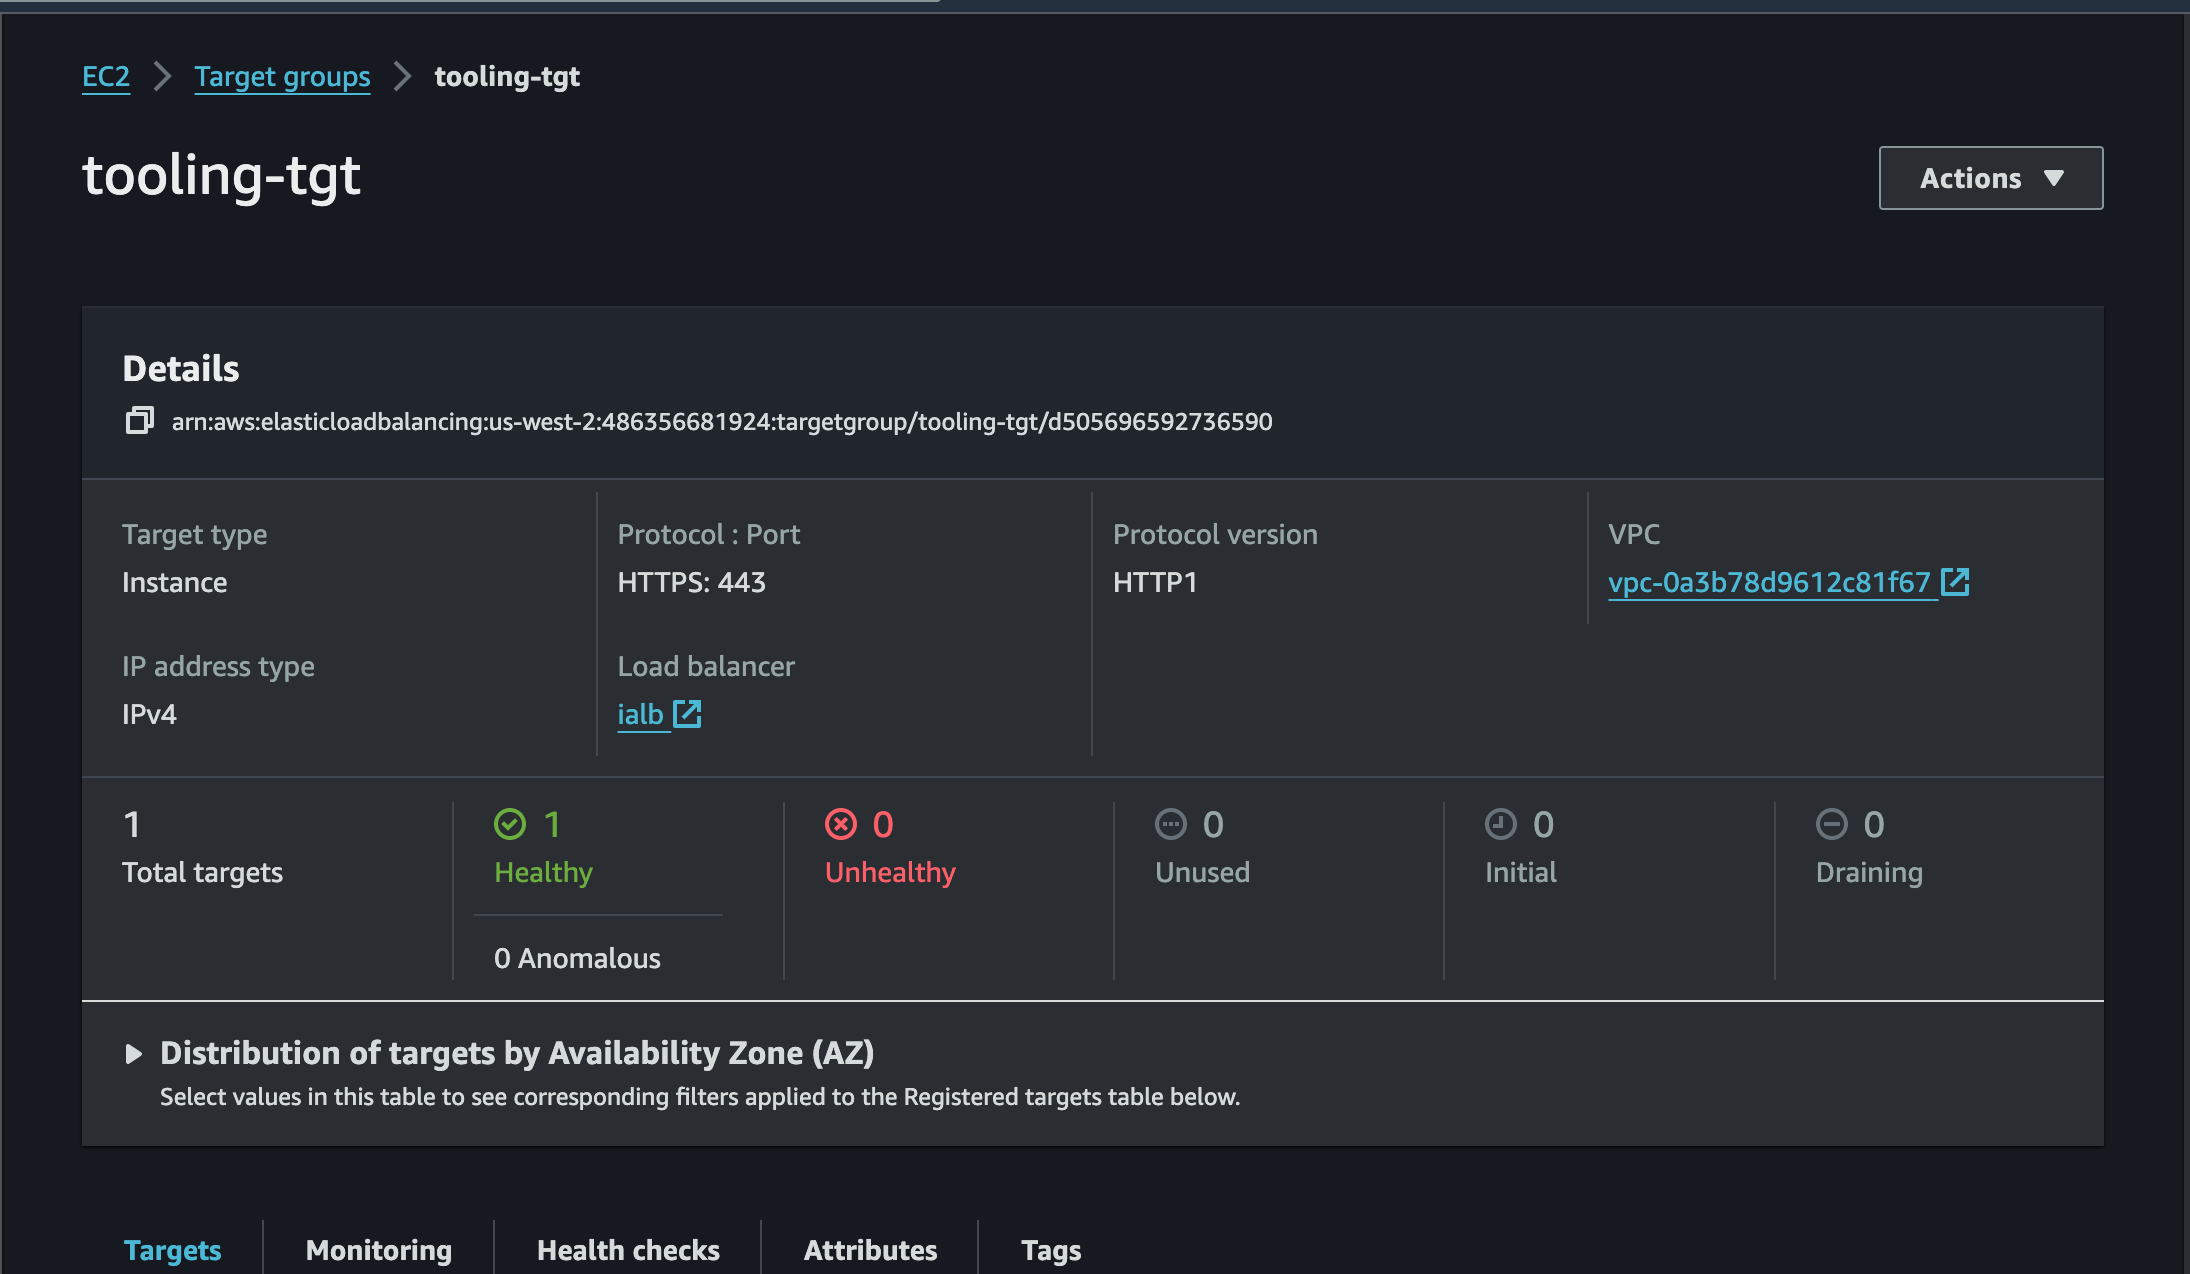 EC2 Target groups tooling-tgt
tooling-tgt
Actions
Details
arn:aws:elasticloadbalancing:us-west-2:486356681924:targetgroup/tooling-tgt/d505696592736590
Target type
Instance
Protocol : Port
HTTPS: 443
Protocol version
HTTP1
VPC
vpc-0a3b78d9612c81f67
IP address type
IPv4
Load balancer
ialb
1
Total targets
1
Healthy
0 Anomalous
0
Unhealthy
0
Unused
0
Initial
0
Draining
Distribution of targets by Availability Zone (AZ)
Select values in this table to see corresponding filters applied to the Registered targets table below.
Targets Monitoring Health checks Attributes Tags